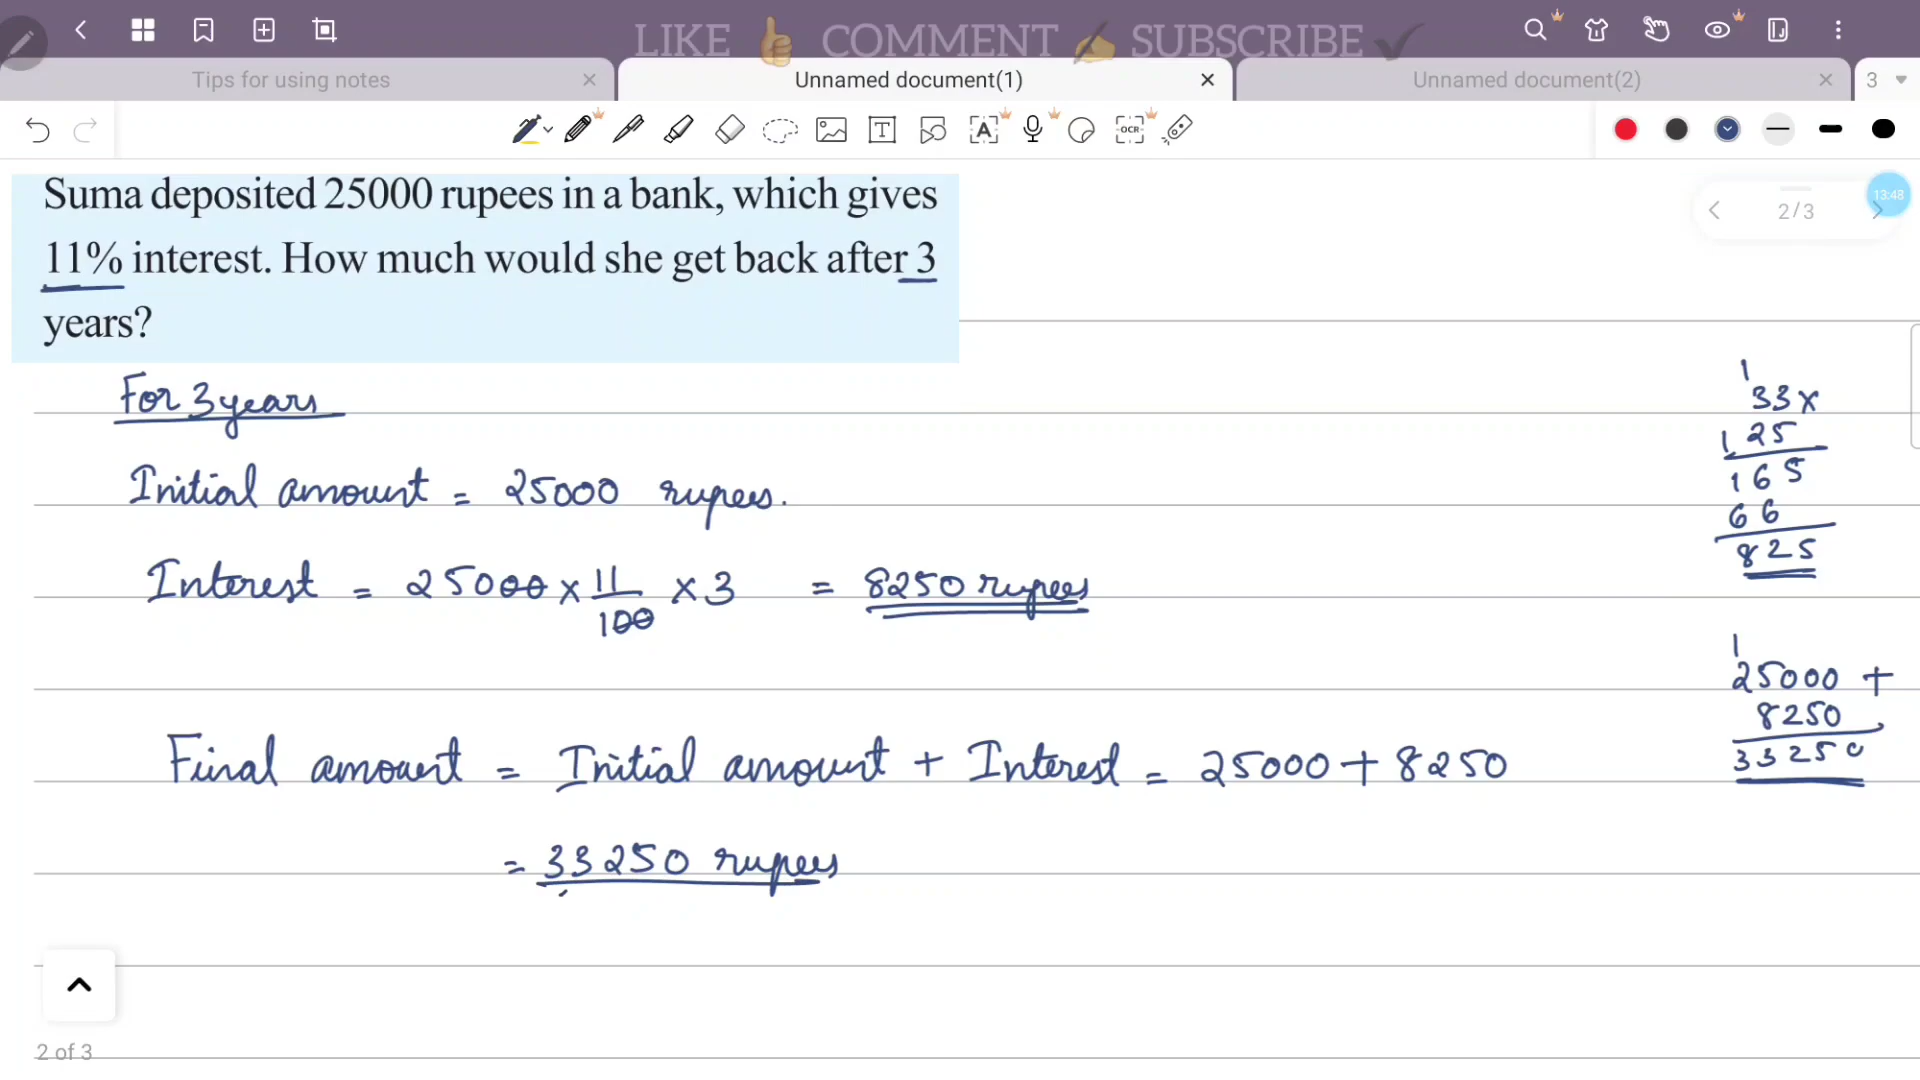 LIKE 👍 COMMENT ✍ SUBSCRIBE ✔
Tips for using notes
Unnamed document(1)
Unnamed document(2)
3
T
A
OCR
Suma deposited 25000 rupees in a bank, which gives
11% interest. How much would she get back after 3
years?
2/3
13:48
For 3 years
Initial amount = 25000 rupees.
Interest = 25000 × 11/100 × 3 = 8250 rupees
Final amount = Initial amount + Interest = 25000 + 8250
= 33250 rupees
1
33 ×
1 25
165
66
825
1
25000 +
8250
33250
2 of 3